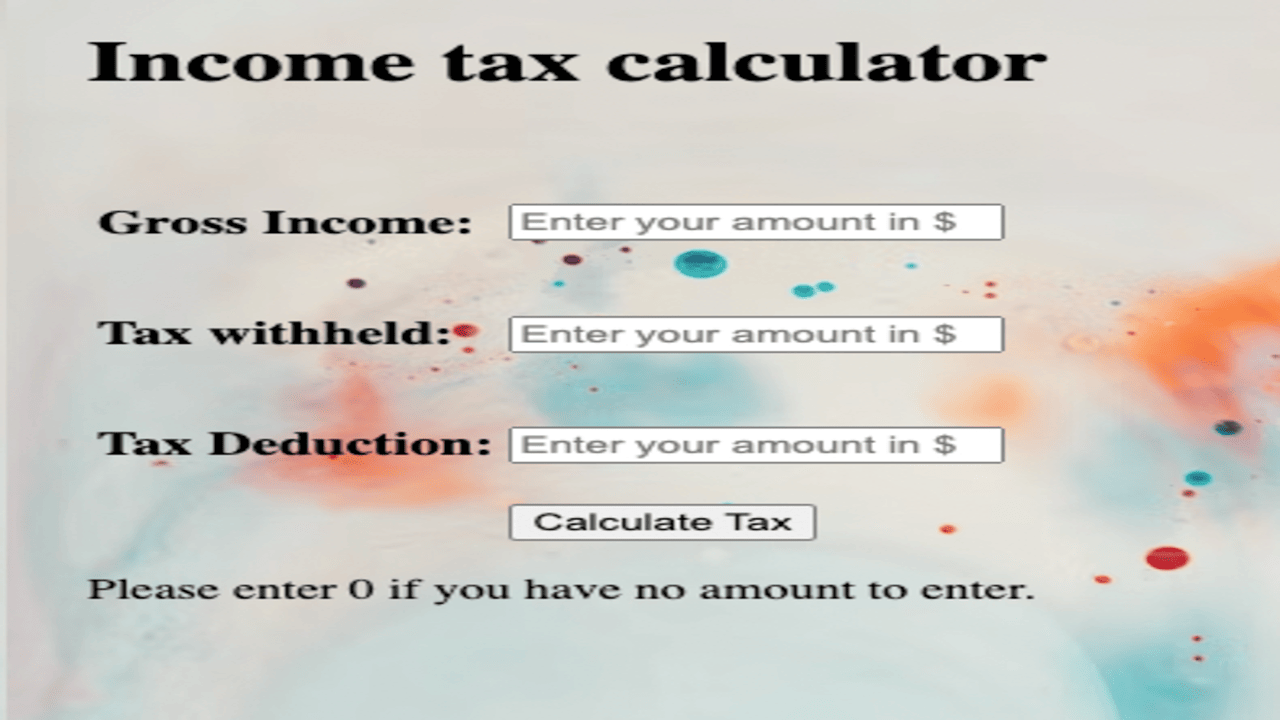 Income tax calculator
Gross Income: Enter your amount in $
Tax withheld: Enter your amount in $
Tax Deduction: Enter your amount in $
Calculate Tax
Please enter 0 if you have no amount to enter.